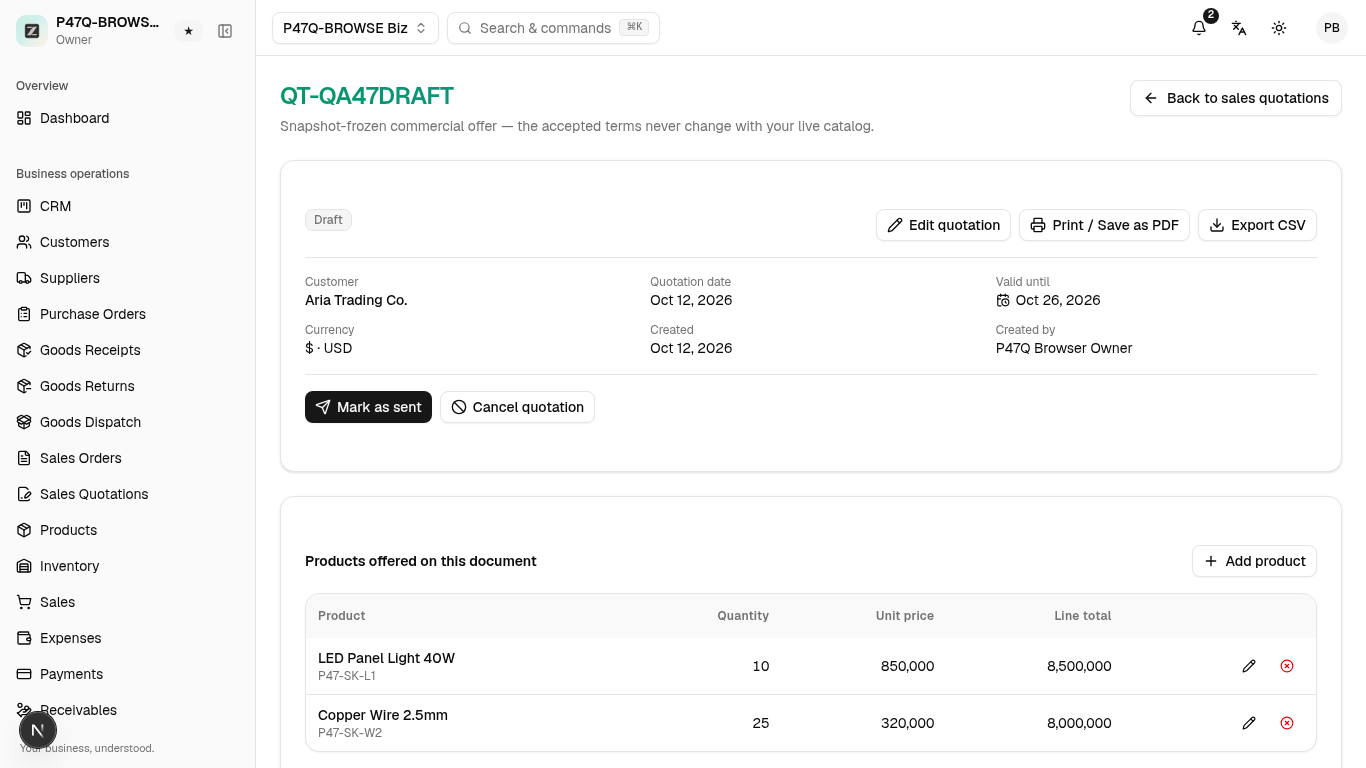 P47Q-BROWS...
Owner
★
P47Q-BROWSE Biz
Search & commands
⌘K
2
PB
Overview
Dashboard
Business operations
CRM
Customers
Suppliers
Purchase Orders
Goods Receipts
Goods Returns
Goods Dispatch
Sales Orders
Sales Quotations
Products
Inventory
Sales
Expenses
Payments
Receivables
N
Your business, understood.
QT-QA47DRAFT
Back to sales quotations
Snapshot-frozen commercial offer — the accepted terms never change with your live catalog.
Draft
Edit quotation
Print / Save as PDF
Export CSV
Customer
Aria Trading Co.
Quotation date
Oct 12, 2026
Valid until
Oct 26, 2026
Currency
$ · USD
Created
Oct 12, 2026
Created by
P47Q Browser Owner
Mark as sent
Cancel quotation
Products offered on this document
Add product
Product Quantity Unit price Line total
LED Panel Light 40W 10 850,000 8,500,000
P47-SK-L1
Copper Wire 2.5mm 25 320,000 8,000,000
P47-SK-W2